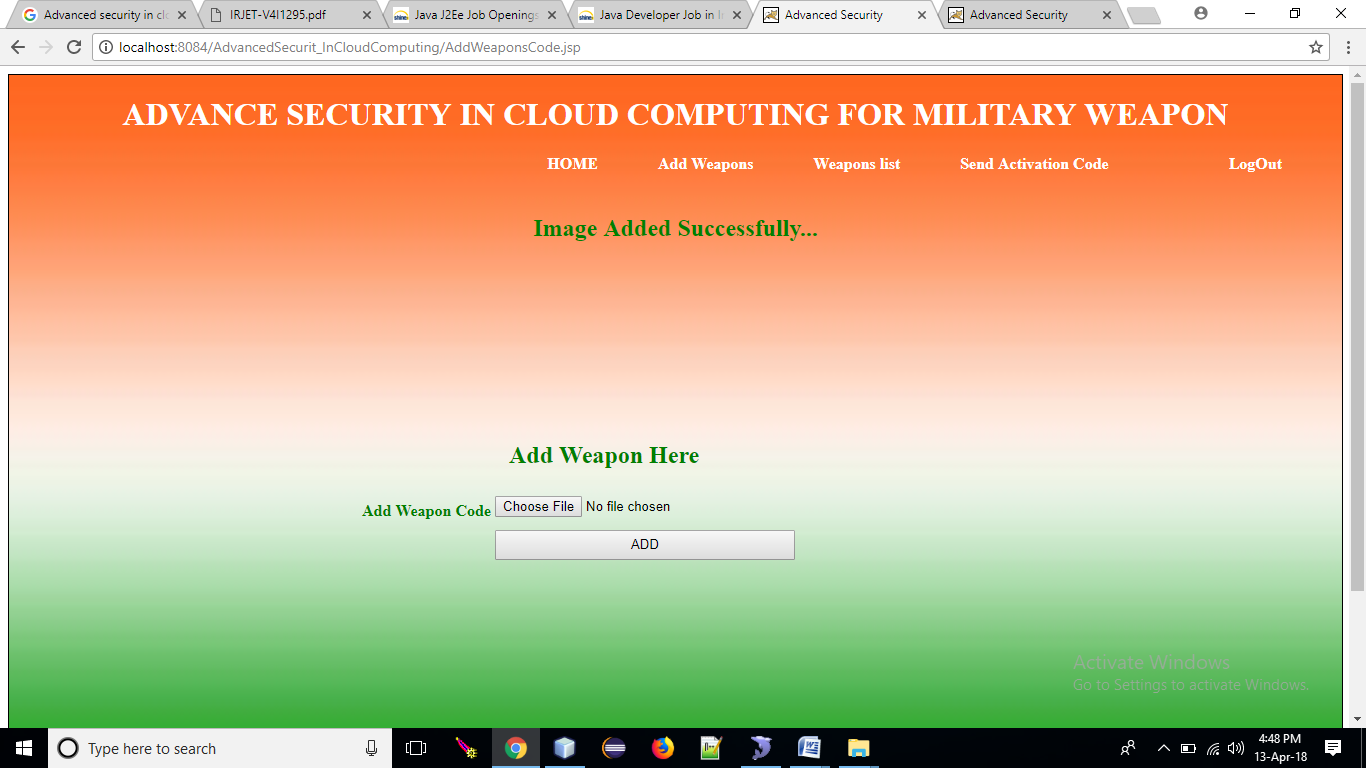 Advanced security in cl
IRJET-V4I1295.pdf
Java J2Ee Job Openings
Java Developer Job in I
Advanced Security
Advanced Security
localhost:8084/AdvancedSecurit_InCloudComputing/AddWeaponsCode.jsp
ADVANCE SECURITY IN CLOUD COMPUTING FOR MILITARY WEAPON
HOME Add Weapons Weapons list Send Activation Code LogOut
Image Added Successfully...
Add Weapon Here
Add Weapon Code Choose File No file chosen
ADD
Activate Windows
Go to Settings to activate Windows.
Type here to search
4:48 PM
13-Apr-18